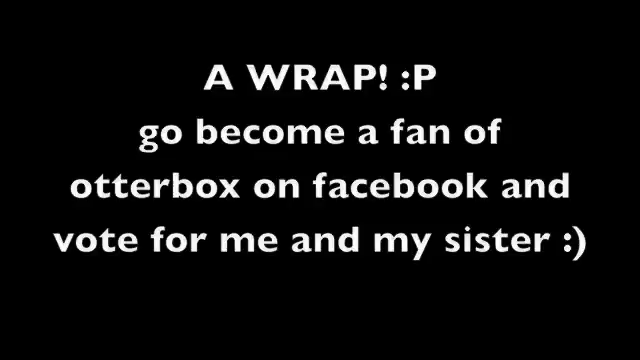 A WRAP! :P
go become a fan of
otterbox on facebook and
vote for me and my sister :)